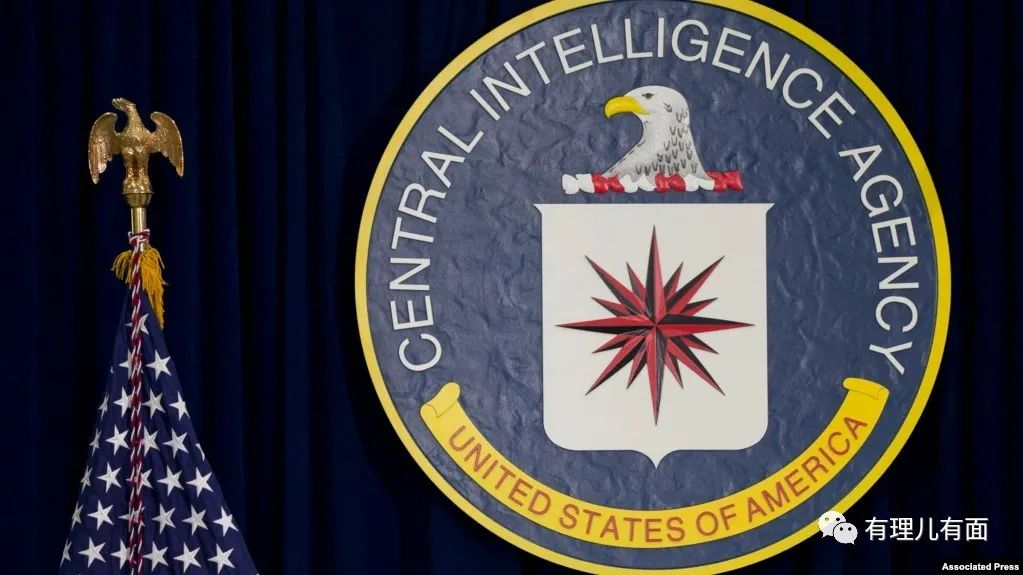 CENTRAL INTELLIGENCE AGENCY
UNITED STATES OF AMERICA
有理儿有面
Associated Press